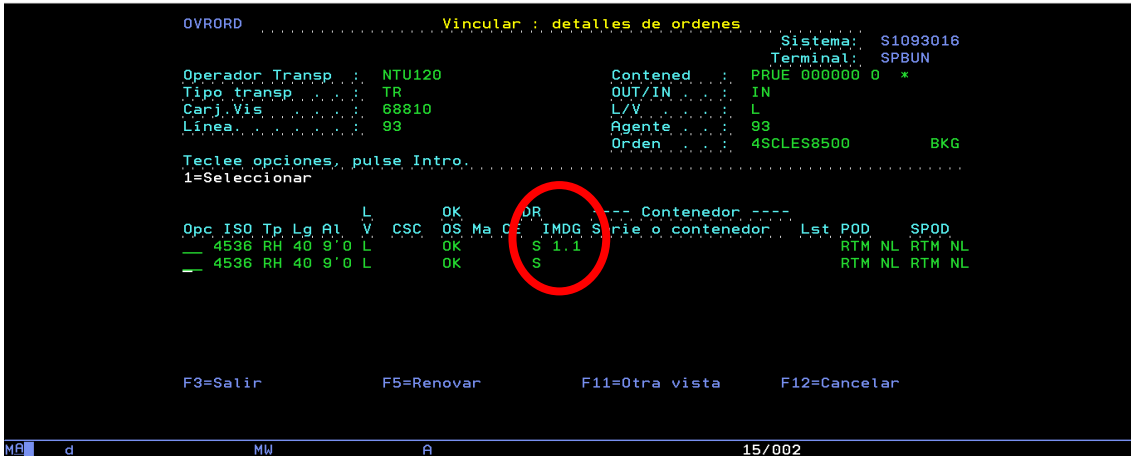 OVRORD Vincular : detalles de ordenes
Sistema: S1093016
Terminal: SPBUN
Operador Transp : NTU120 Contened : PRUE 000000 0 *
Tipo transp . . : TR OUT/IN . . : IN
Carj.Vis . . . . : 68810 L/V . . . : L
Línea. . . . . . : 93 Agente . . : 93
Orden . . : 4SCLES8500 BKG
Teclee opciones, pulse Intro.
1=Seleccionar
L OK DR ---- Contenedor ----
Opc ISO Tp Lg Al V CSC OS Ma CE IMDG Serie o contenedor Lst POD SPOD
__ 4536 RH 40 9'0 L OK S 1.1 RTM NL RTM NL
__ 4536 RH 40 9'0 L OK S RTM NL RTM NL
F3=Salir F5=Renovar F11=Otra vista F12=Cancelar
MA d MW A 15/002